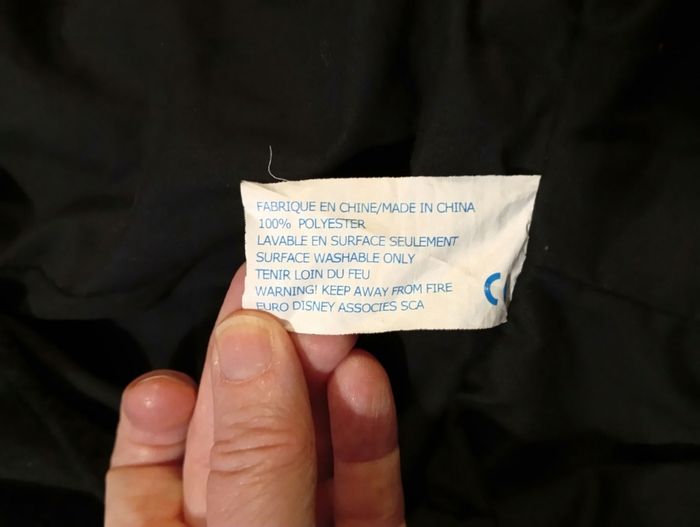 FABRIQUE EN CHINE/MADE IN CHINA
100% POLYESTER
LAVABLE EN SURFACE SEULEMENT
SURFACE WASHABLE ONLY
TENIR LOIN DU FEU
WARNING! KEEP AWAY FROM FIRE
EURO DISNEY ASSOCIES SCA